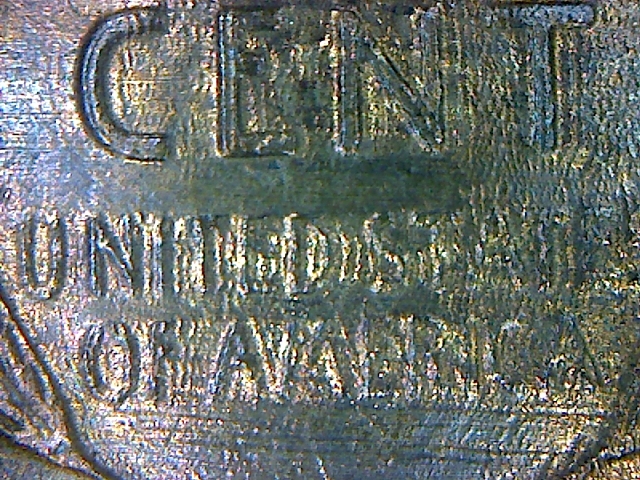 CENT
UNITED STATES
OF AMERICA